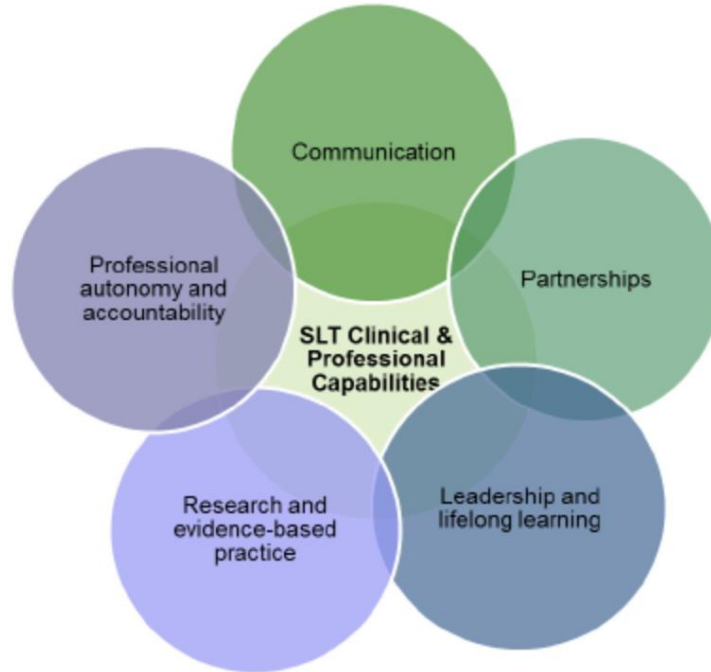 Communication
Partnerships
Professional
autonomy and
accountability
SLT Clinical &
Professional
Capabilities
Leadership and
lifelong learning
Research and
evidence-based
practice